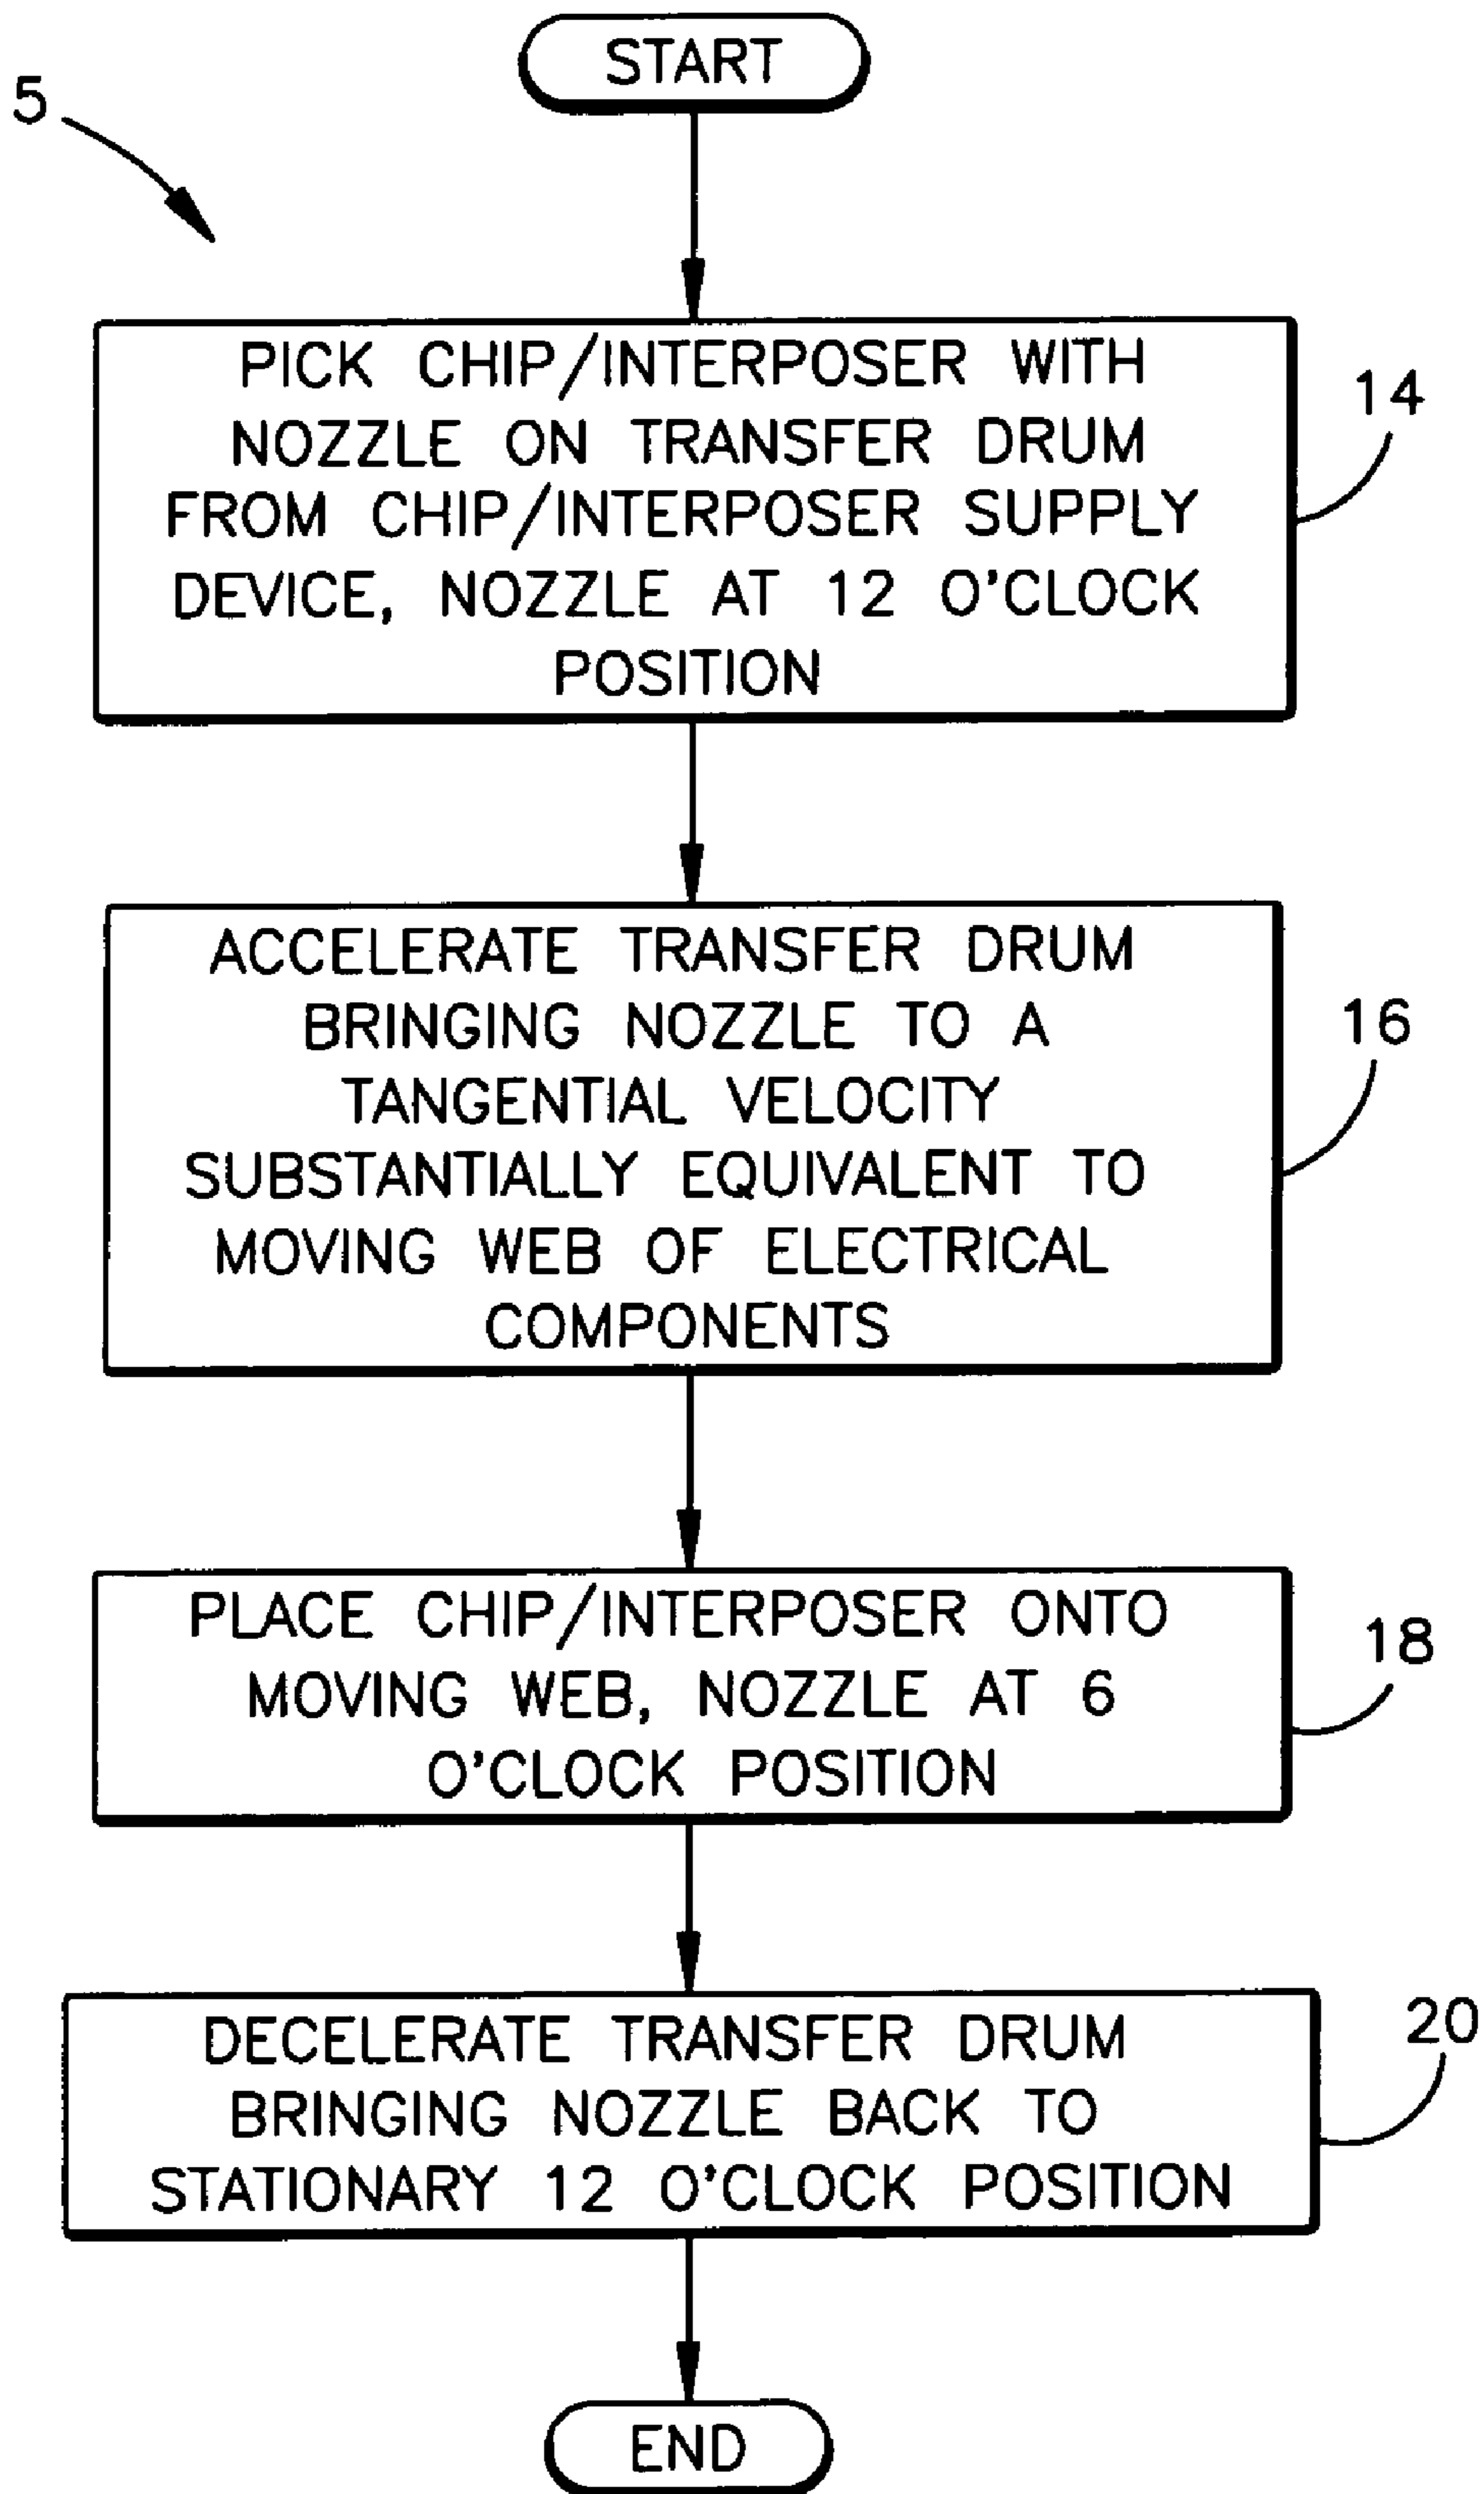 START
5
PICK CHIP/INTERPOSER WITH
NOZZLE ON TRANSFER DRUM
FROM CHIP/INTERPOSER SUPPLY
DEVICE, NOZZLE AT 12 O'CLOCK
POSITION
14
ACCELERATE TRANSFER DRUM
BRINGING NOZZLE TO A
TANGENTIAL VELOCITY
SUBSTANTIALLY EQUIVALENT TO
MOVING WEB OF ELECTRICAL
COMPONENTS
16
PLACE CHIP/INTERPOSER ONTO
MOVING WEB, NOZZLE AT 6
O'CLOCK POSITION
18
DECELERATE TRANSFER DRUM
BRINGING NOZZLE BACK TO
STATIONARY 12 O'CLOCK POSITION
20
END